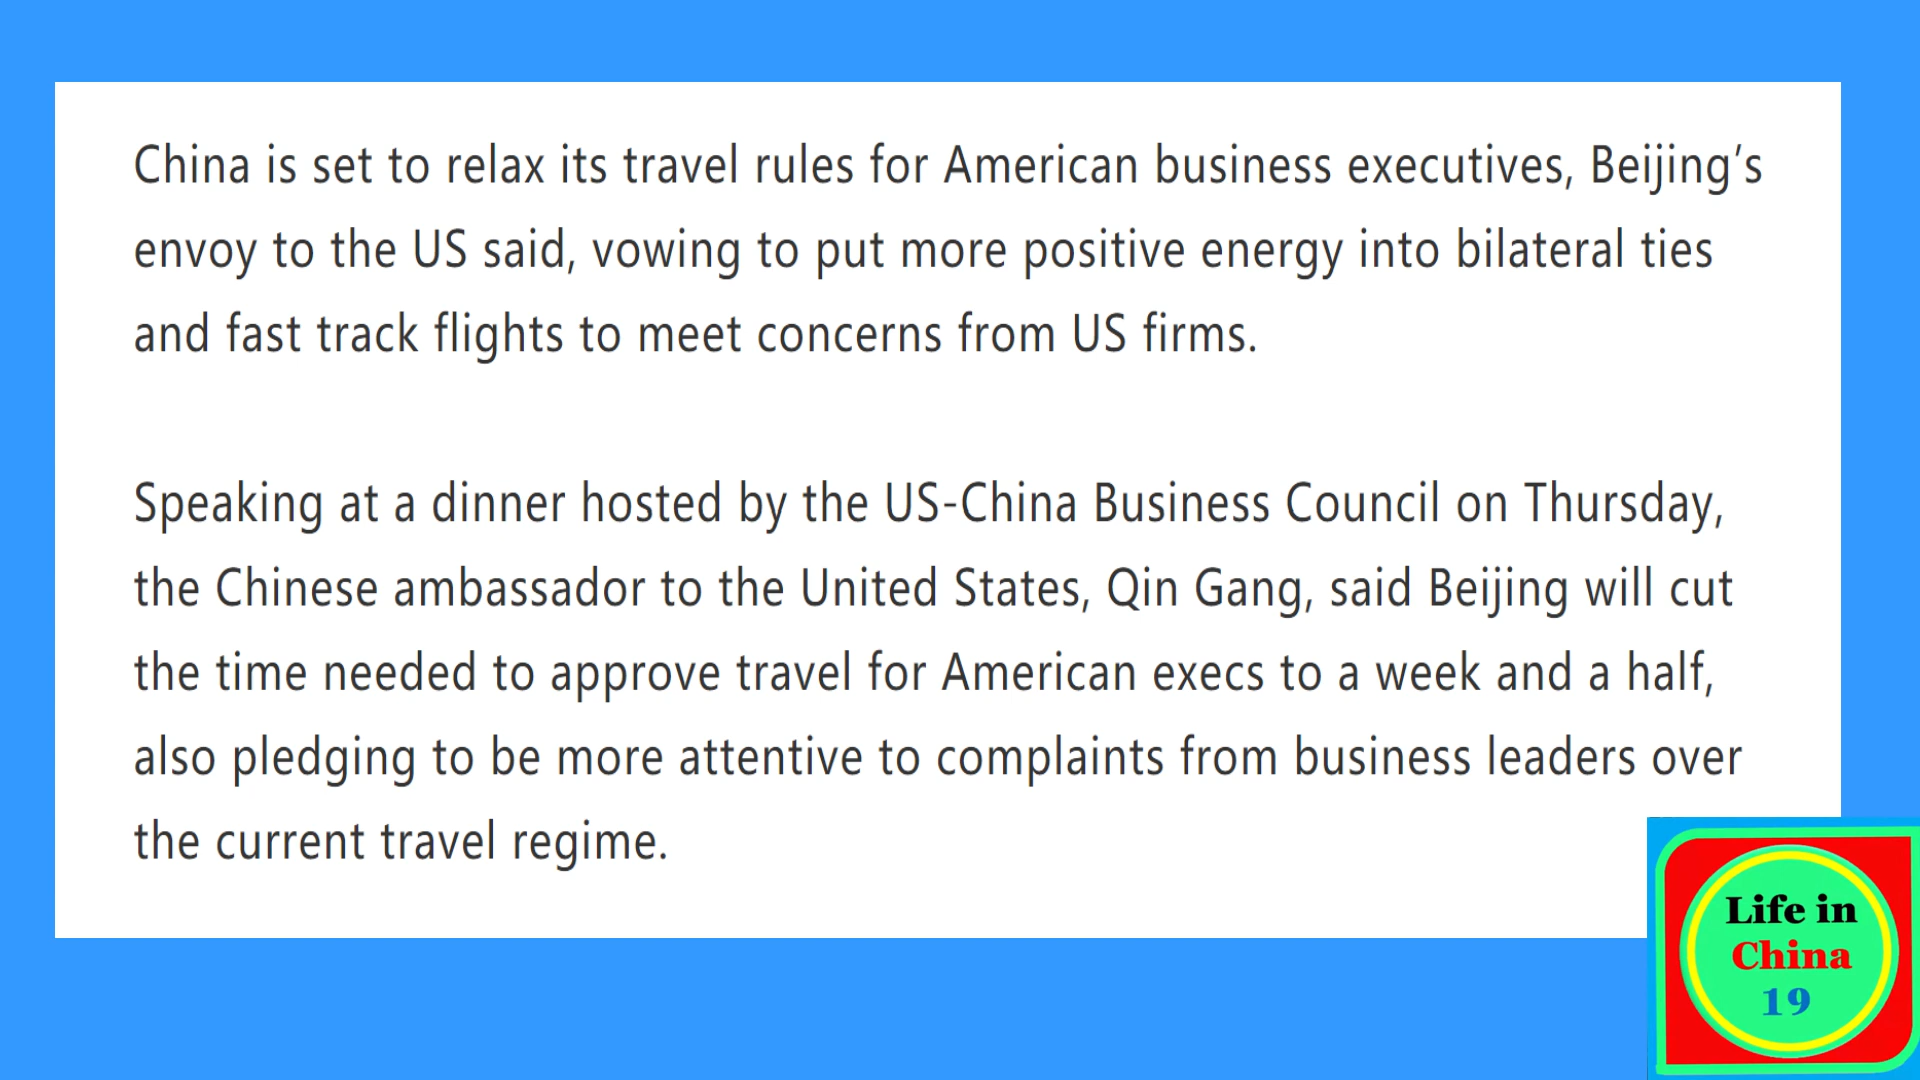 China is set to relax its travel rules for American business executives, Beijing’s
envoy to the US said, vowing to put more positive energy into bilateral ties
and fast track flights to meet concerns from US firms.
Speaking at a dinner hosted by the US-China Business Council on Thursday,
the Chinese ambassador to the United States, Qin Gang, said Beijing will cut
the time needed to approve travel for American execs to a week and a half,
also pledging to be more attentive to complaints from business leaders over
the current travel regime.
Life in
China
19